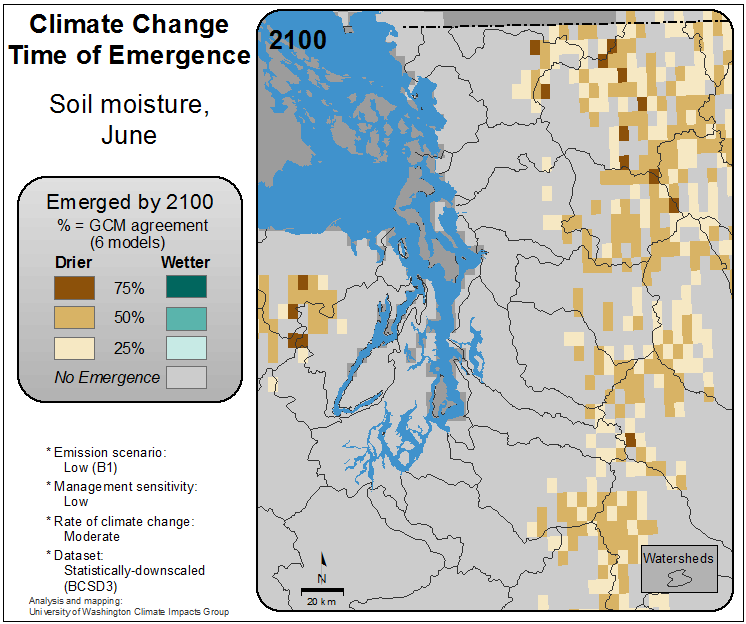 Climate Change
Time of Emergence
Soil moisture,
June
Emerged by 2100
% = GCM agreement
(6 models)
Drier Wetter
75%
50%
25%
No Emergence
* Emission scenario:
Low (B1)
* Management sensitivity:
Low
* Rate of climate change:
Moderate
* Dataset:
Statistically-downscaled
(BCSD3)
Analysis and mapping:
University of Washington Climate Impacts Group
2100
N
20 km
Watersheds